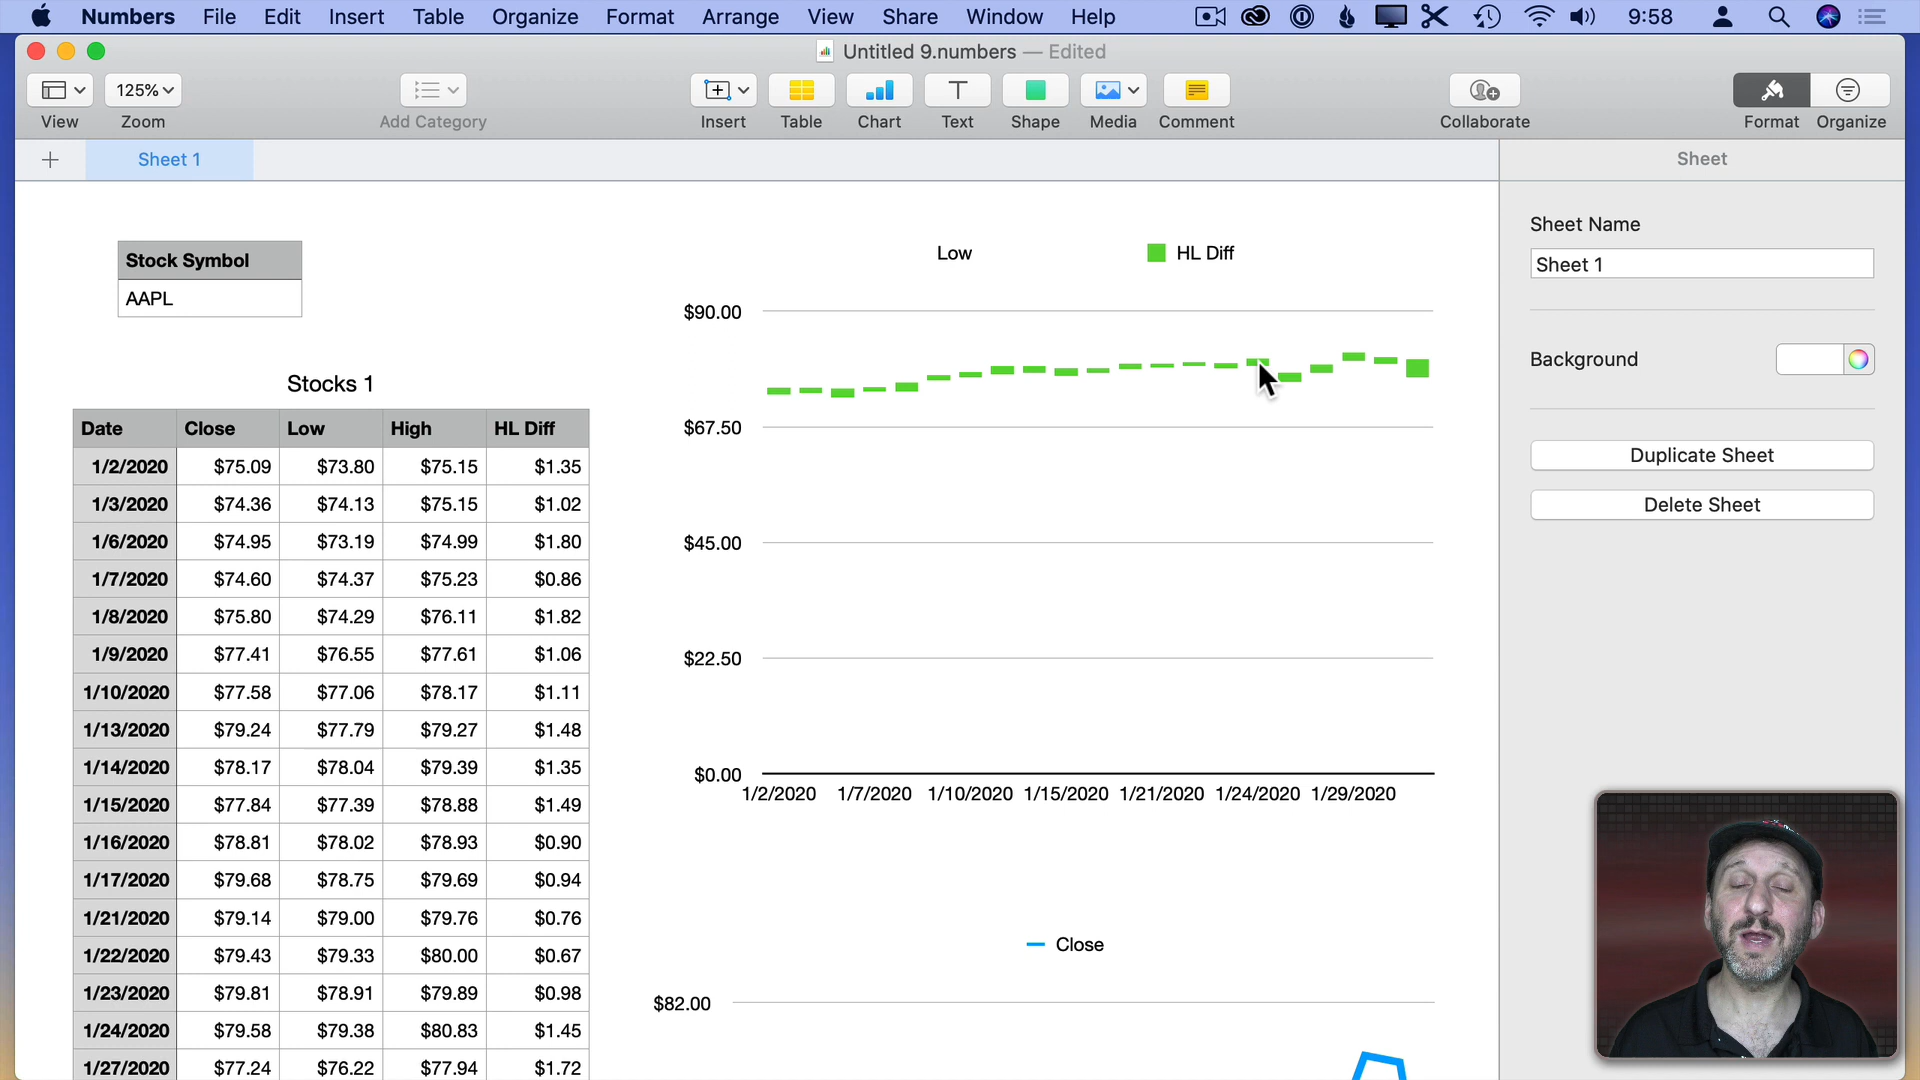 Numbers File Edit Insert Table Organize Format Arrange View Share Window Help 9:58
Untitled 9.numbers — Edited
125%
View Zoom Add Category Insert Table Chart Text Shape Media Comment Collaborate Format Organize
Sheet 1
Sheet
Stock Symbol
AAPL
Stocks 1
Date Close Low High HL Diff
1/2/2020 $75.09 $73.80 $75.15 $1.35
1/3/2020 $74.36 $74.13 $75.15 $1.02
1/6/2020 $74.95 $73.19 $74.99 $1.80
1/7/2020 $74.60 $74.37 $75.23 $0.86
1/8/2020 $75.80 $74.29 $76.11 $1.82
1/9/2020 $77.41 $76.55 $77.61 $1.06
1/10/2020 $77.58 $77.06 $78.17 $1.11
1/13/2020 $79.24 $77.79 $79.27 $1.48
1/14/2020 $78.17 $78.04 $79.39 $1.35
1/15/2020 $77.84 $77.39 $78.88 $1.49
1/16/2020 $78.81 $78.02 $78.93 $0.90
1/17/2020 $79.68 $78.75 $79.69 $0.94
1/21/2020 $79.14 $79.00 $79.76 $0.76
1/22/2020 $79.43 $79.33 $80.00 $0.67
1/23/2020 $79.81 $78.91 $79.89 $0.98
1/24/2020 $79.58 $79.38 $80.83 $1.45
1/27/2020 $77.24 $76.22 $77.94 $1.72
Low HL Diff
$90.00
$67.50
$45.00
$22.50
$0.00
1/2/2020 1/7/2020 1/10/2020 1/15/2020 1/21/2020 1/24/2020 1/29/2020
Close
$82.00
Sheet Name
Sheet 1
Background
Duplicate Sheet
Delete Sheet